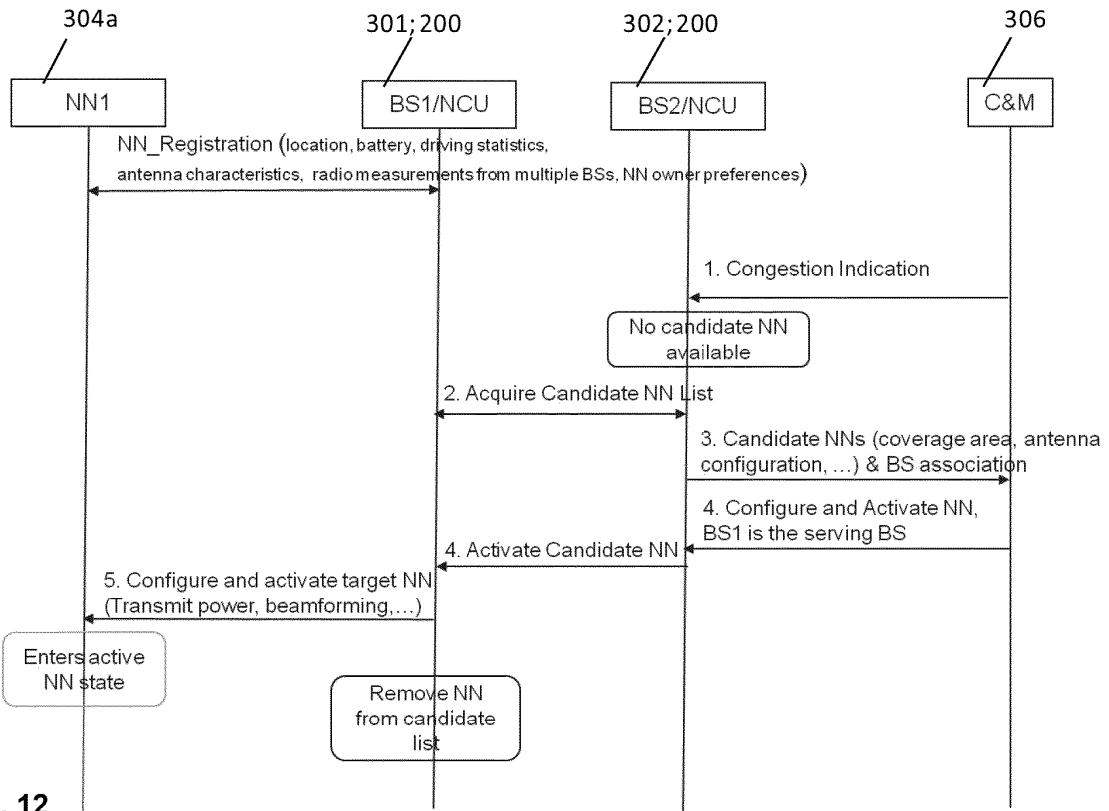 304a
301;200
302;200
306
NN1
BS1/NCU
BS2/NCU
C&M
NN_Registration (location, battery, driving statistics,
antenna characteristics, radio measurements from multiple BSs, NN owner preferences)
1. Congestion Indication
No candidate NN
available
2. Acquire Candidate NN List
3. Candidate NNs (coverage area, antenna
configuration, ...) & BS association
4. Configure and Activate NN,
BS1 is the serving BS
4. Activate Candidate NN
5. Configure and activate target NN
(Transmit power, beamforming,...)
Enters active
NN state
Remove NN
from candidate
list
12